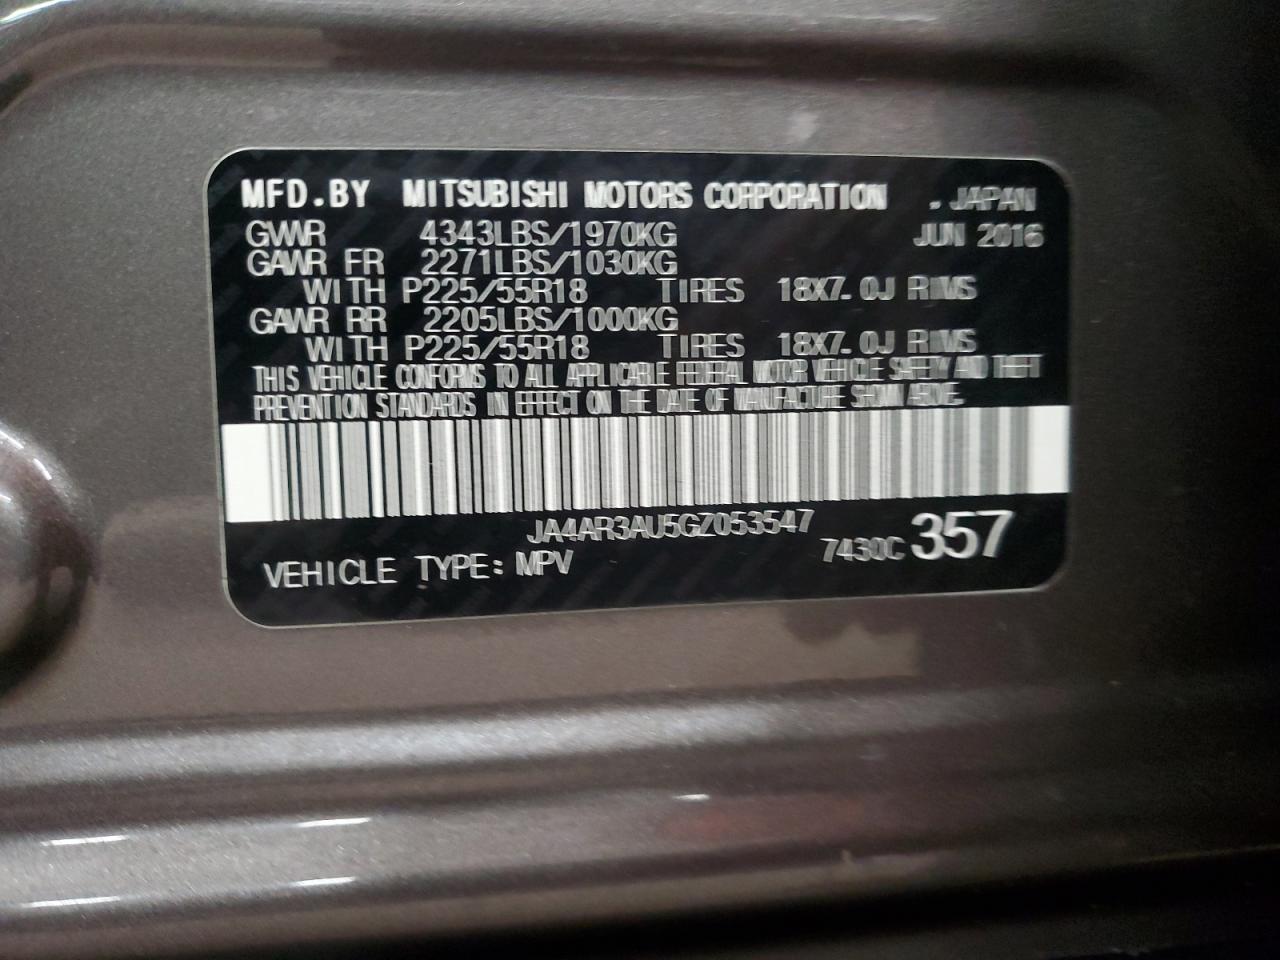 MFD.BY MITSUBISHI MOTORS CORPORATION .JAPAN
GVWR 4343LBS/1970KG JUN 2016
GAWR FR 2271LBS/1030KG
WITH P225/55R18 TIRES 18X7.0J RIMS
GAWR RR 2205LBS/1000KG
WITH P225/55R18 TIRES 18X7.0J RIMS
THIS VEHICLE CONFORMS TO ALL APPLICABLE FEDERAL MOTOR VEHICLE SAFETY AND THEFT
PREVENTION STANDARDS IN EFFECT ON THE DATE OF MANUFACTURE SHOWN ABOVE.
JA4AR3AU5GZ053547
VEHICLE TYPE: MPV 7430C 357